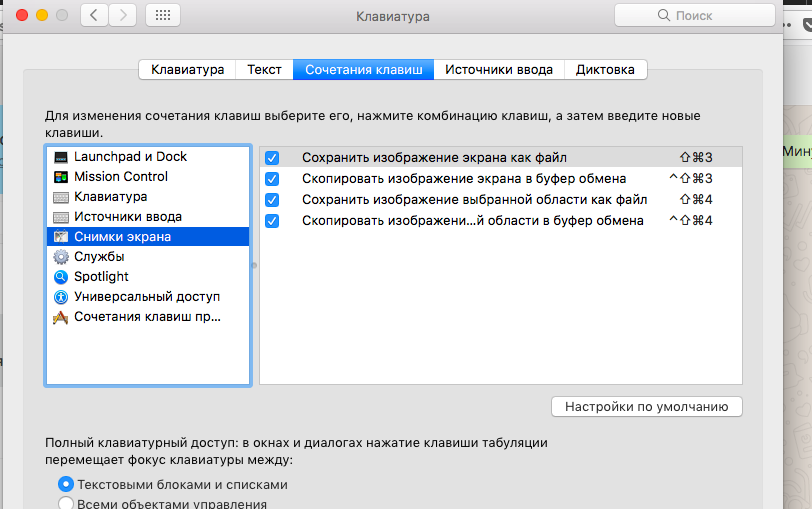 Клавиатура
Поиск
Клавиатура Текст Сочетания клавиш Источники ввода Диктовка
Для изменения сочетания клавиш выберите его, нажмите комбинацию клавиш, а затем введите новые
клавиши.
Launchpad и Dock
Mission Control
Клавиатура
Источники ввода
Снимки экрана
Службы
Spotlight
Универсальный доступ
Сочетания клавиш пр...
Сохранить изображение экрана как файл ⇧⌘3
Скопировать изображение экрана в буфер обмена ^⇧⌘3
Сохранить изображение выбранной области как файл ⇧⌘4
Скопировать изображени...й области в буфер обмена ^⇧⌘4
Настройки по умолчанию
Полный клавиатурный доступ: в окнах и диалогах нажатие клавиши табуляции
перемещает фокус клавиатуры между:
Текстовыми блоками и списками
Всеми объектами управления